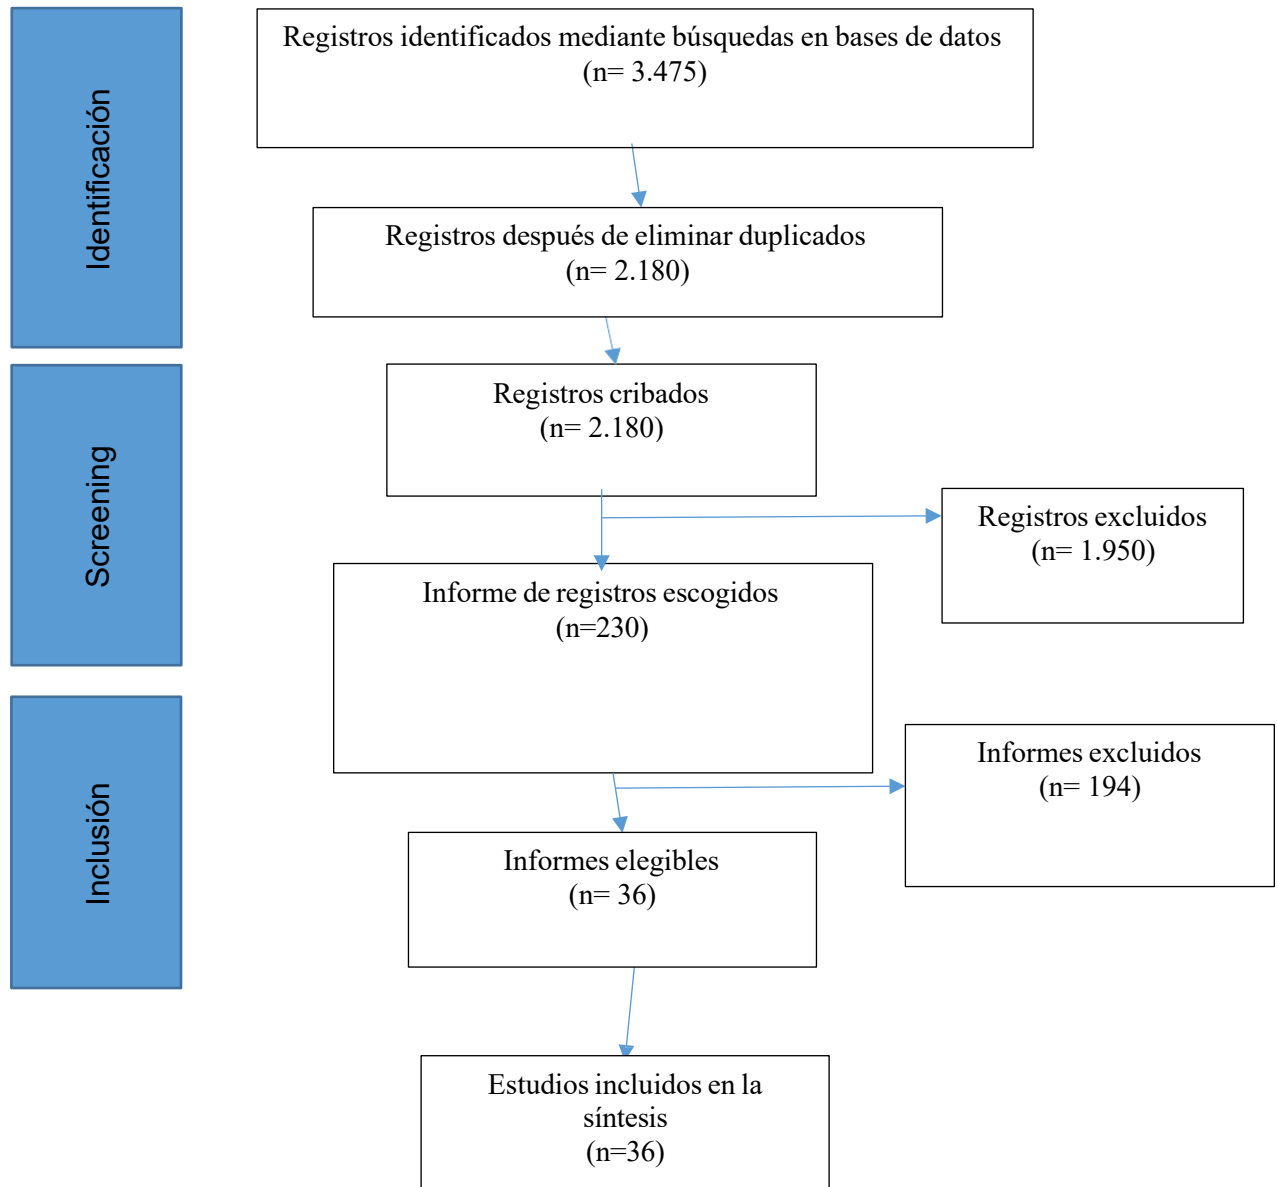 Identificación
Registros identificados mediante búsquedas en bases de datos
(n= 3.475)
Registros después de eliminar duplicados
(n= 2.180)
Screening
Registros cribados
(n= 2.180)
Registros excluidos
(n= 1.950)
Informe de registros escogidos
(n=230)
Inclusión
Informes excluidos
(n= 194)
Informes elegibles
(n= 36)
Estudios incluidos en la
síntesis
(n=36)